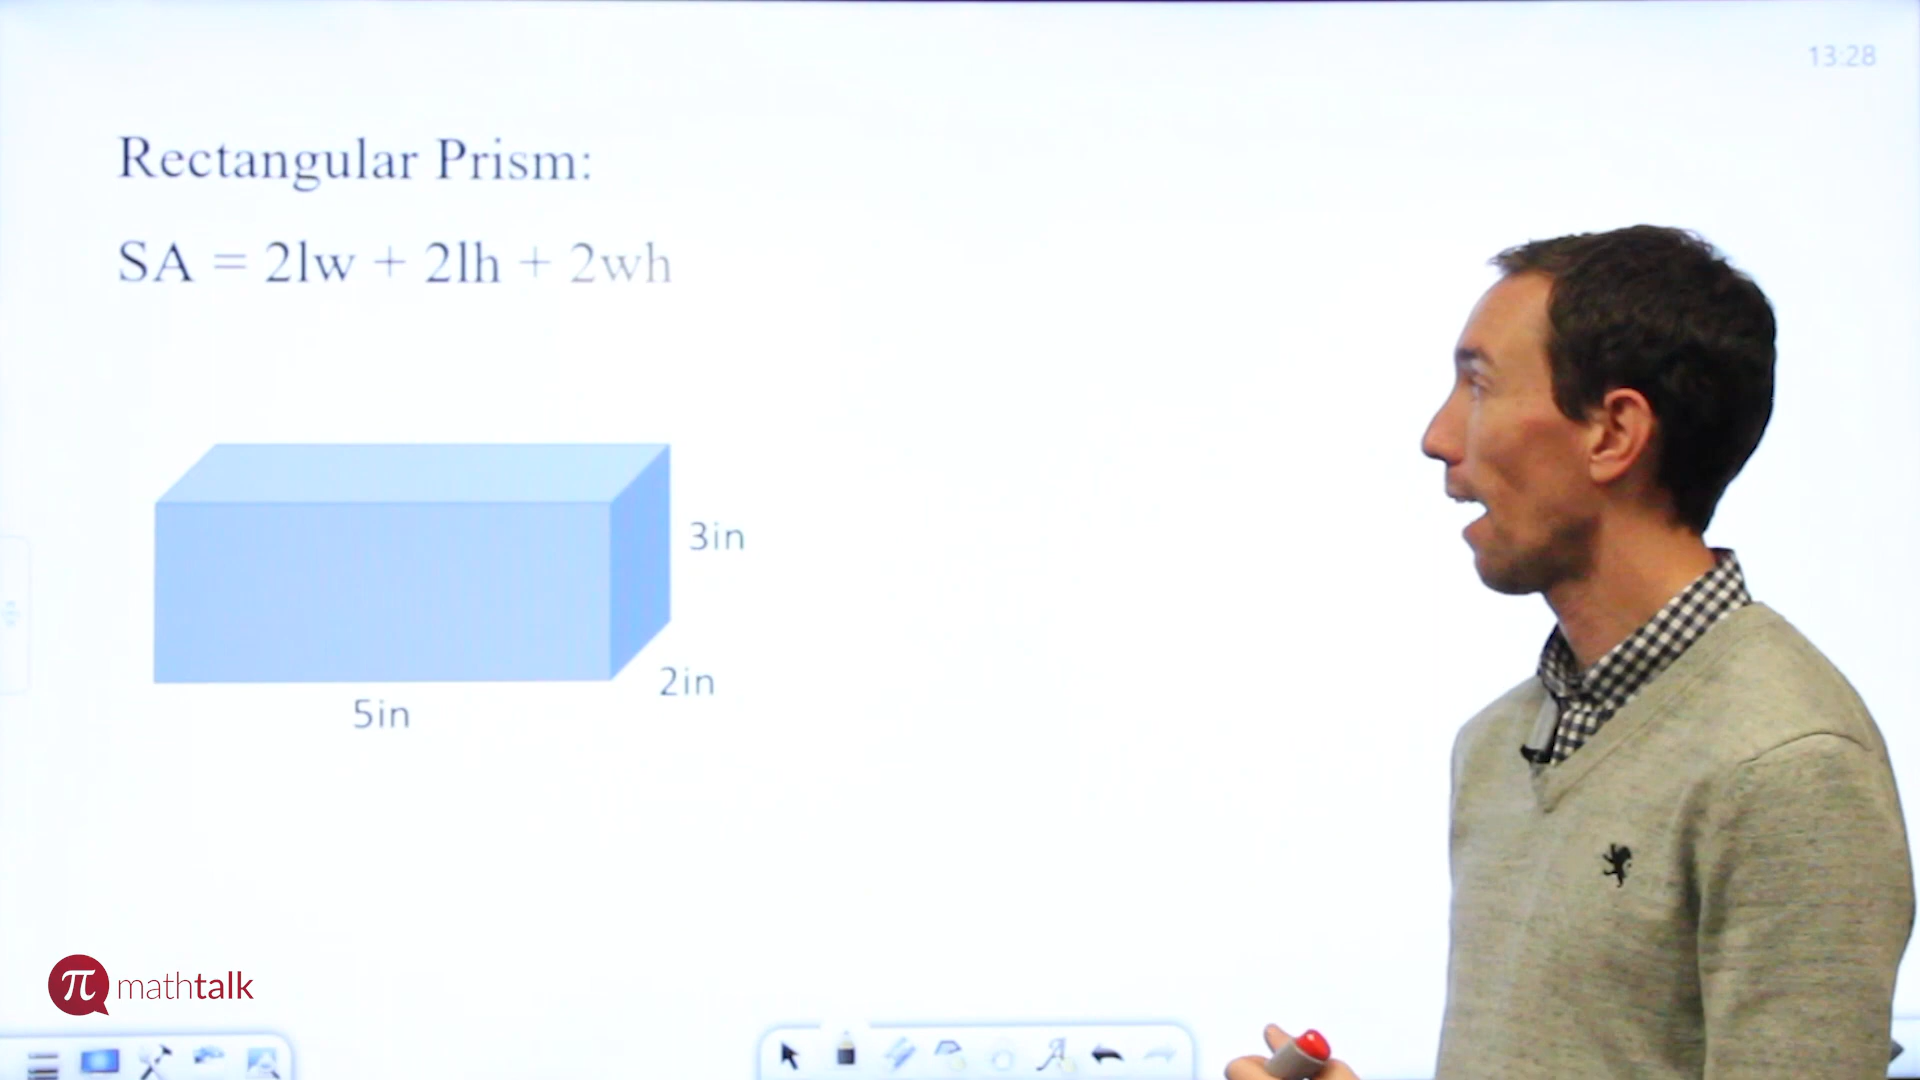 13:28
Rectangular Prism:
SA = 2lw + 2lh + 2wh
3in
2in
5in
π mathtalk